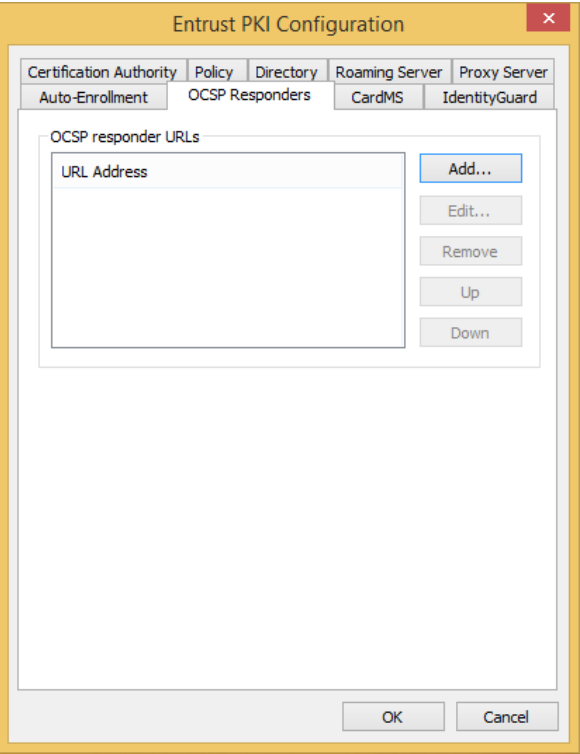 Entrust PKI Configuration
Certification Authority Policy Directory Roaming Server Proxy Server
Auto-Enrollment OCSP Responders CardMS IdentityGuard
OCSP responder URLs
URL Address
Add...
Edit...
Remove
Up
Down
OK Cancel